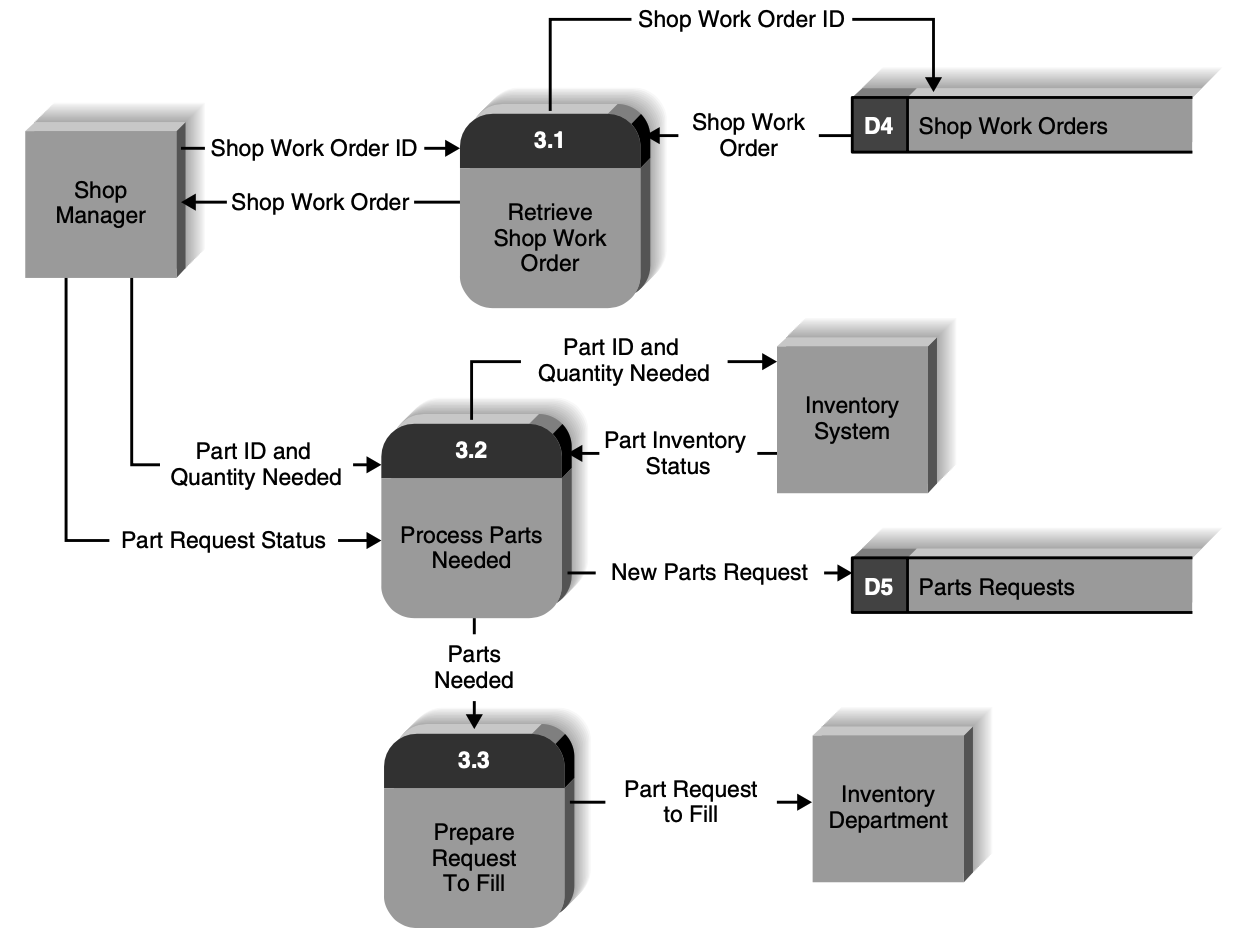 Shop Work Order ID
D4
Shop Work Orders
Shop Work
Order
3.1
Shop Work Order ID
Shop
Manager
Shop Work Order
Retrieve
Shop Work
Order
Part ID and
Quantity Needed
Inventory
System
Part ID and
Quantity Needed
3.2
Part Inventory
Status
Part Request Status
Process Parts
Needed
New Parts Request
D5
Parts Requests
Parts
Needed
3.3
Part Request
to Fill
Inventory
Department
Prepare
Request
To Fill